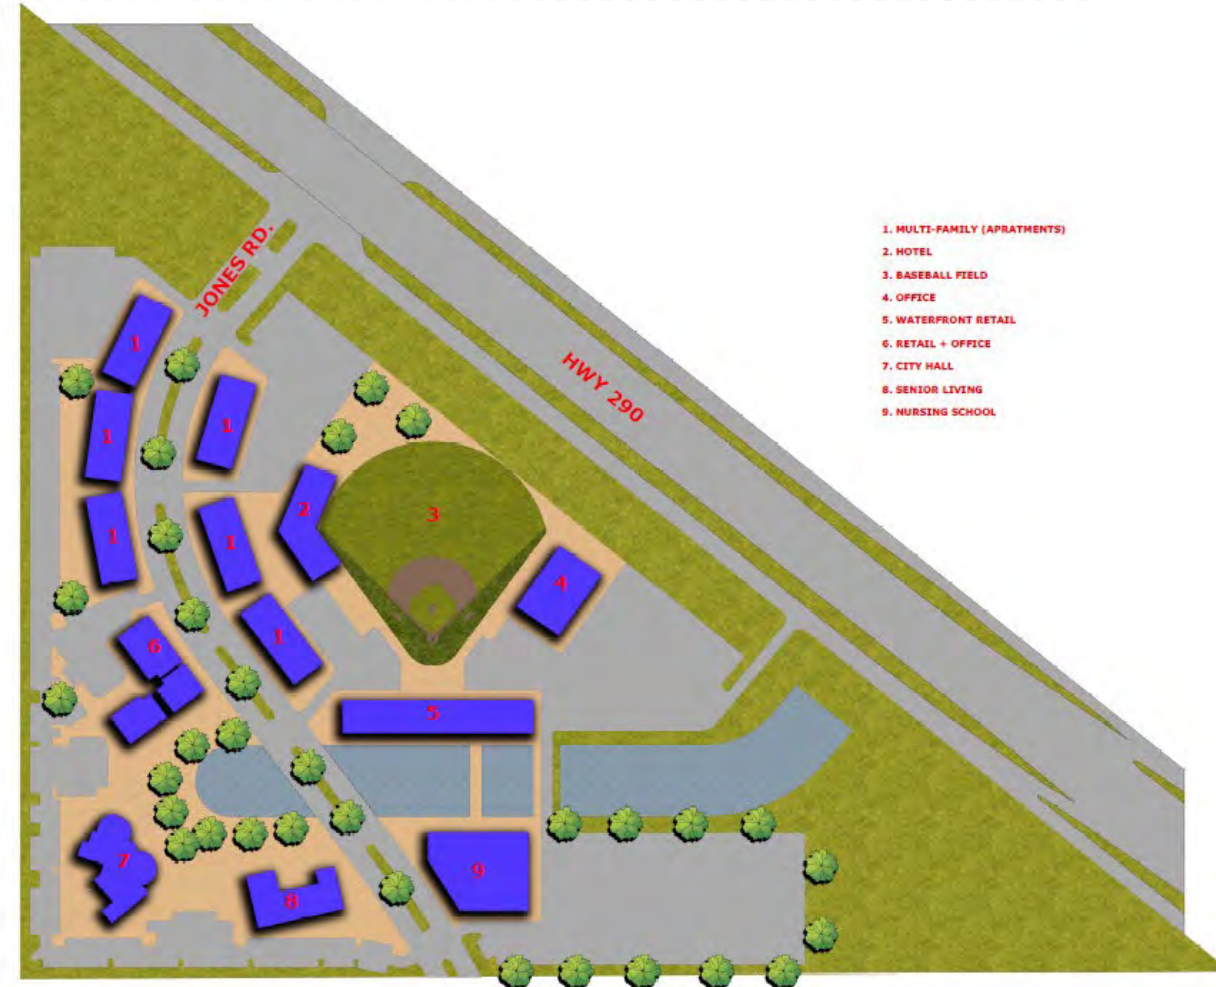 JONES RD.
HWY 290
1. MULTI-FAMILY (APRATMENTS)
2. HOTEL
3. BASEBALL FIELD
4. OFFICE
5. WATERFRONT RETAIL
6. RETAIL + OFFICE
7. CITY HALL
8. SENIOR LIVING
9. NURSING SCHOOL
1
1
1
1
2
3
1
1
4
1
6
5
7
9
8